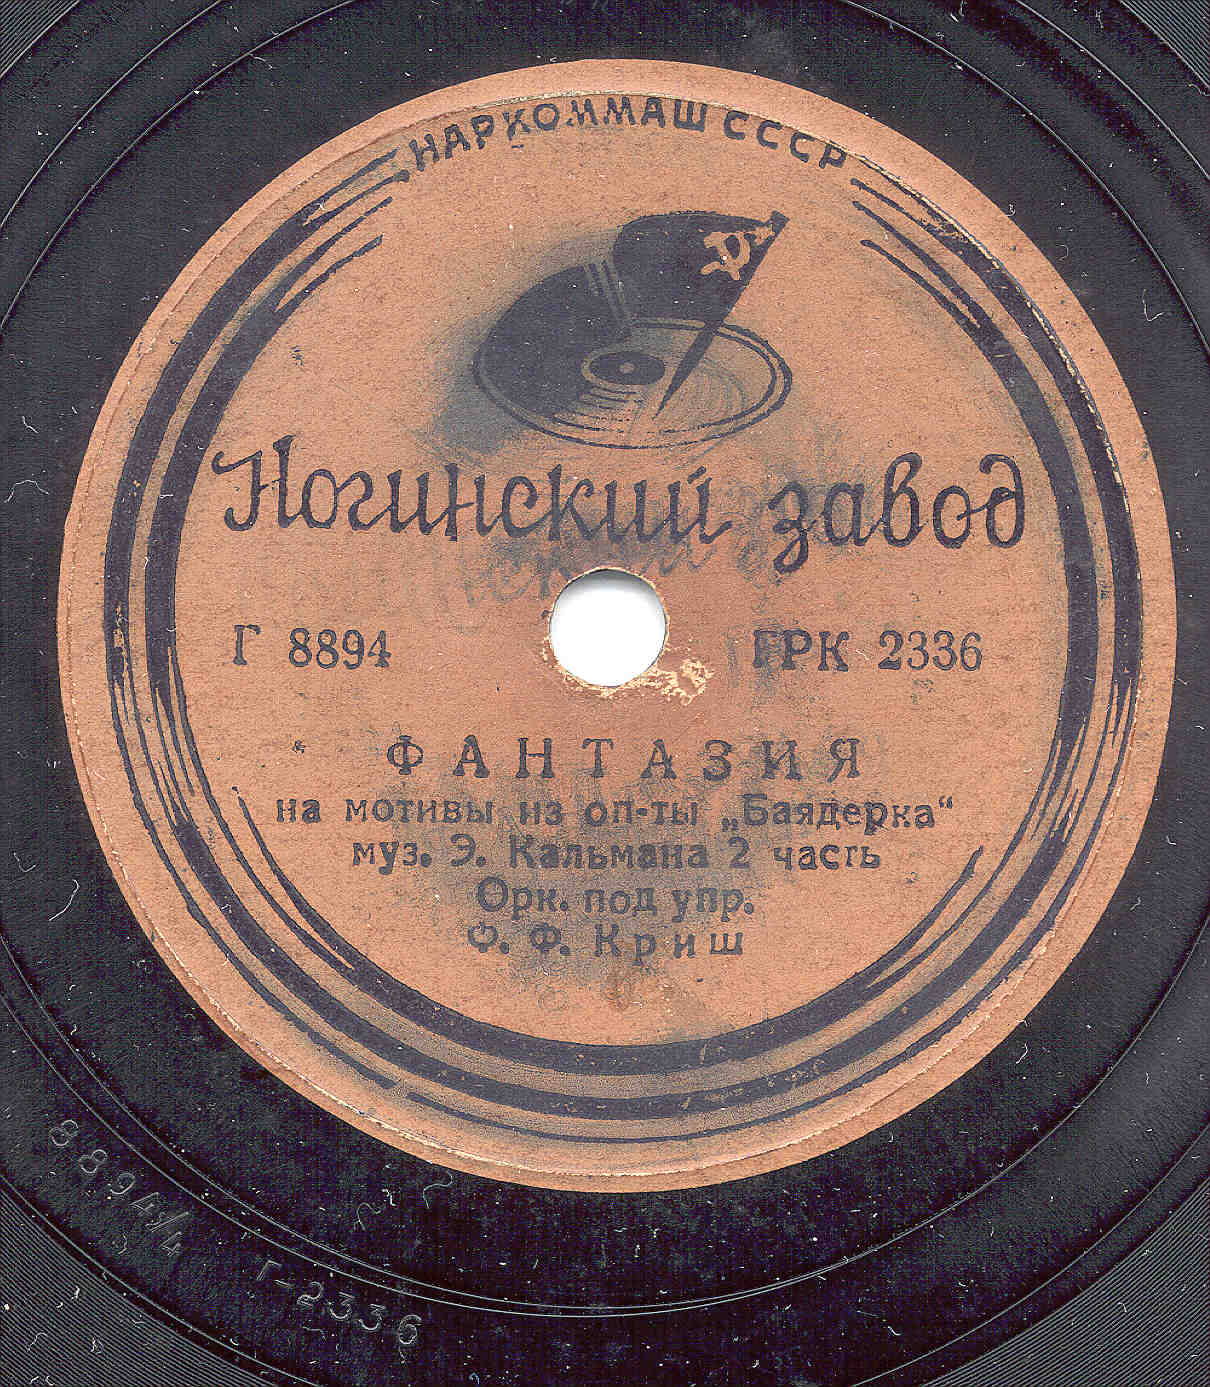 НАРКОММАШ СССР
Ногинский завод
Г 8894
ГРК 2336
ФАНТАЗИЯ
на мотивы из оп-ты „Баядерка“
муз. Э. Кальмана 2 часть
Орк. под упр.
Ф. Ф. Криш
8894/4
г-2336